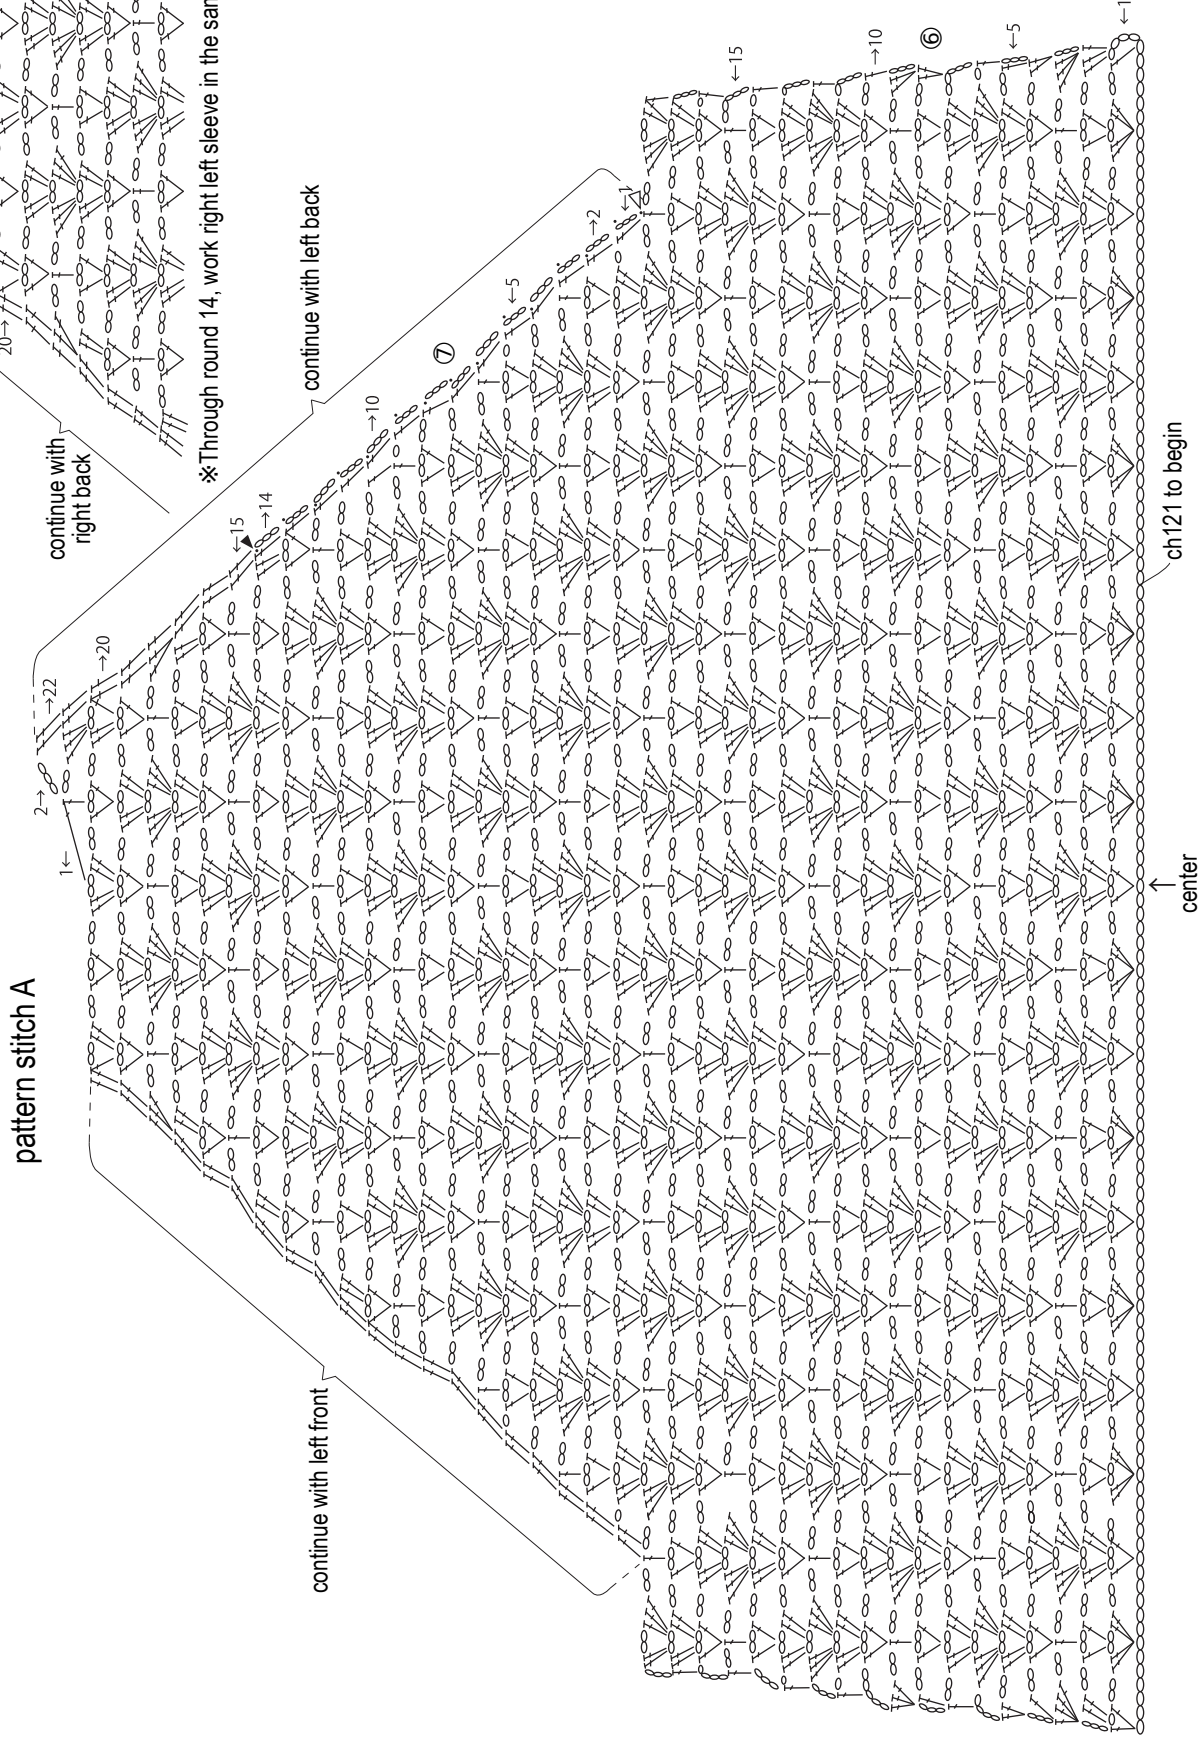 pattern stitch A
continue with left front
continue with left back
continue with
right back
※Through round 14, work right left sleeve in the sam
20→
1←
2→
→22
→20
←15
→14
→10
⑦
←5
→2
←1
←15
→10
⑥
←5
←1
ch121 to begin
center